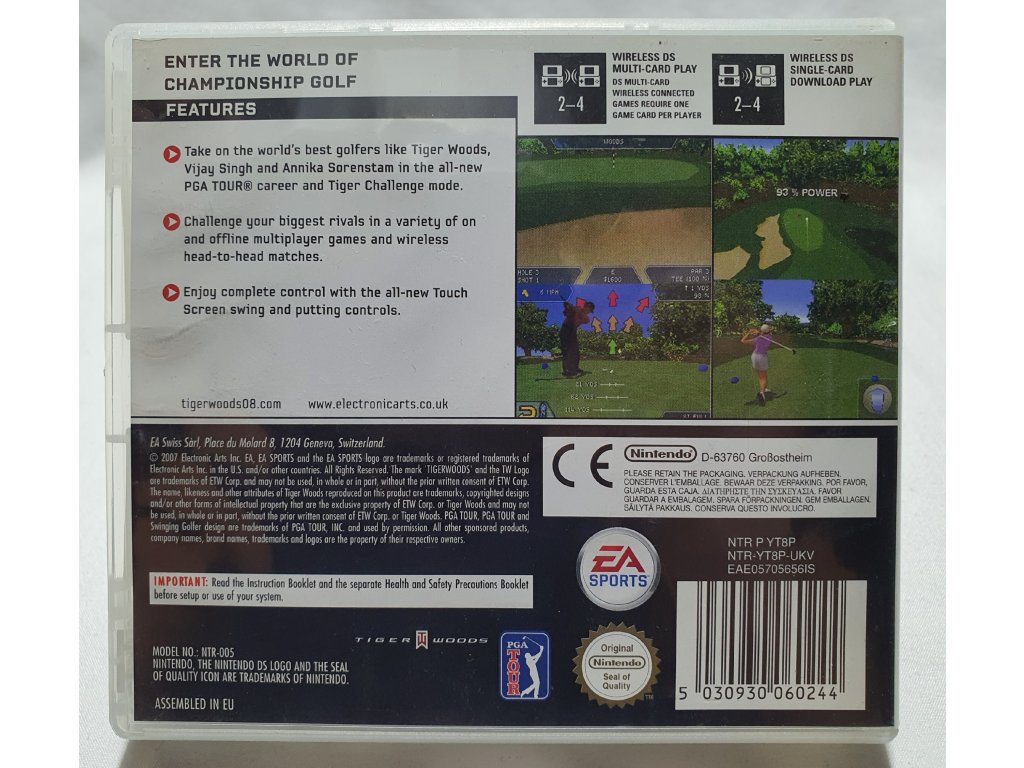 ENTER THE WORLD OF
CHAMPIONSHIP GOLF
FEATURES
Take on the world's best golfers like Tiger Woods,
Vijay Singh and Annika Sorenstam in the all-new
PGA TOUR® career and Tiger Challenge mode.
Challenge your biggest rivals in a variety of on
and offline multiplayer games and wireless
head-to-head matches.
Enjoy complete control with the all-new Touch
Screen swing and putting controls.
tigerwoods08.com www.electronicarts.co.uk
2-4
WIRELESS DS
MULTI-CARD PLAY
DS MULTI-CARD
WIRELESS CONNECTED
GAMES REQUIRE ONE
GAME CARD PER PLAYER
2-4
WIRELESS DS
SINGLE-CARD
DOWNLOAD PLAY
WOODS
93 % POWER
HOLE 3
SHOT 1
$1600
PAR 3
TEE (100 %)
6 MPH
↑ 1 YDS
93 %
EA Swiss Sàrl, Place du Molard 8, 1204 Geneva, Switzerland.
© 2007 Electronic Arts Inc. EA, EA SPORTS and the EA SPORTS logo are trademarks or registered trademarks of
Electronic Arts Inc. in the U.S. and/or other countries. All Rights Reserved. The mark 'TIGERWOODS' and the TW Logo
are trademarks of ETW Corp. and may not be used, in whole or in part, without the prior written consent of ETW Corp.
The name, likeness and other attributes of Tiger Woods reproduced on this product are trademarks, copyrighted designs
and/or other forms of intellectual property that are the exclusive property of ETW Corp. or Tiger Woods and may not
be used, in whole or in part, without the prior written consent of ETW Corp. or Tiger Woods. PGA TOUR, PGA TOUR and
Swinging Golfer design are trademarks of PGA TOUR, INC. and used by permission. All other sponsored products,
company names, brand names, trademarks and logos are the property of their respective owners.
IMPORTANT: Read the Instruction Booklet and the separate Health and Safety Precautions Booklet
before setup or use of your system.
CE
Nintendo D-63760 Großostheim
PLEASE RETAIN THE PACKAGING. VERPACKUNG AUFHEBEN.
CONSERVER L'EMBALLAGE. BEWAAR DEZE VERPAKKING. POR FAVOR,
GUARDA ESTA CAJA. ΔΙΑΤΗΡΗΣΤΕ ΤΗΝ ΣΥΣΚΕΥΑΣΙΑ. FAVOR
GUARDAR A EMBALAGEM. SPARA FÖRPACKNINGEN. GEM EMBALLAGEN.
SÄILYTÄ PAKKAUS. CONSERVA QUESTO INVOLUCRO.
EA
SPORTS
NTR P YT8P
NTR-YT8P-UKV
EAE05705656IS
TIGER TW WOODS
PGA
TOUR
Original
Nintendo
Seal of
Quality
TM
5 030930 060244
MODEL NO.: NTR-005
NINTENDO, THE NINTENDO DS LOGO AND THE SEAL
OF QUALITY ICON ARE TRADEMARKS OF NINTENDO.
ASSEMBLED IN EU